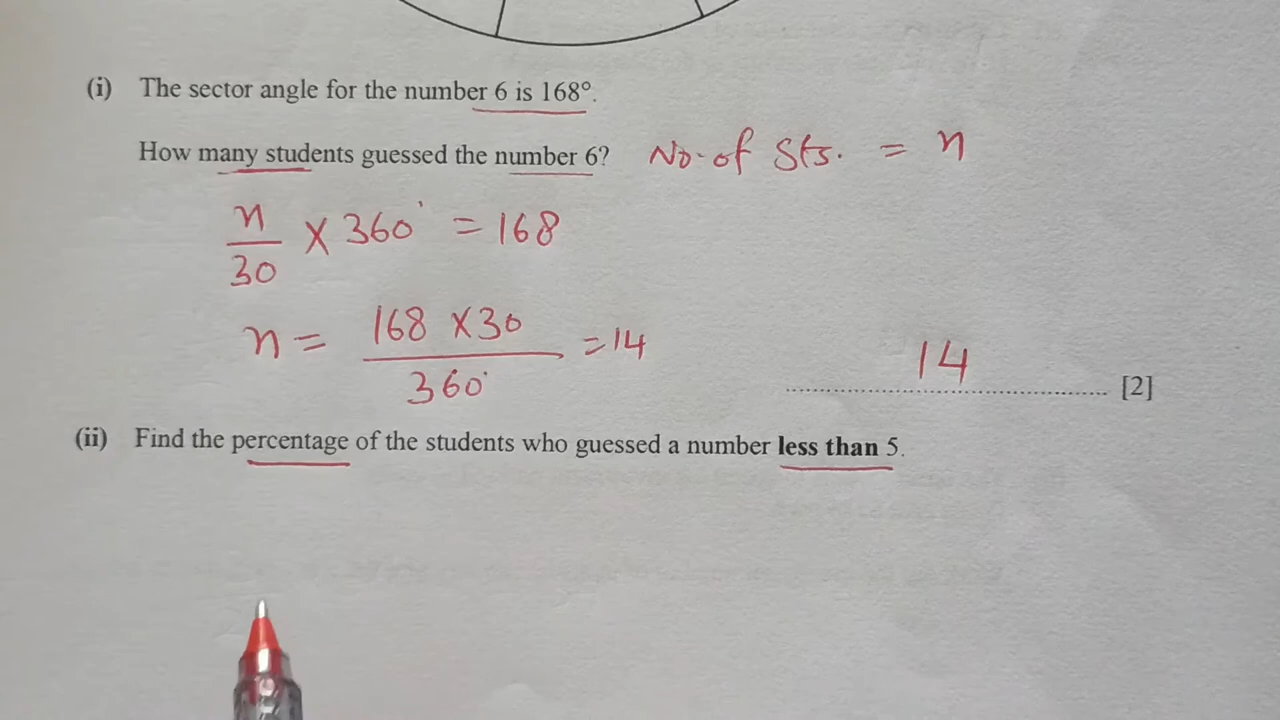 (i) The sector angle for the number 6 is 168°.
How many students guessed the number 6? No. of Sts. = n
n/30 × 360° = 168
n = 168 × 30 / 360° = 14
14 [2]
(ii) Find the percentage of the students who guessed a number less than 5.